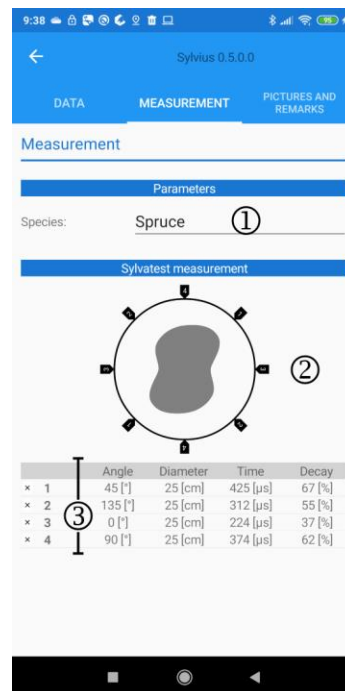 9:38 95
Sylvius 0.5.0.0
DATA MEASUREMENT PICTURES AND REMARKS
Measurement
Parameters
Species: Spruce ①
Sylvatest measurement
4
②
Angle Diameter Time Decay
× 1 45 [°] 25 [cm] 425 [µs] 67 [%]
× 2 135 [°] 25 [cm] 312 [µs] 55 [%]
× 3 0 [°] 25 [cm] 224 [µs] 37 [%]
× 4 90 [°] 25 [cm] 374 [µs] 62 [%]
③